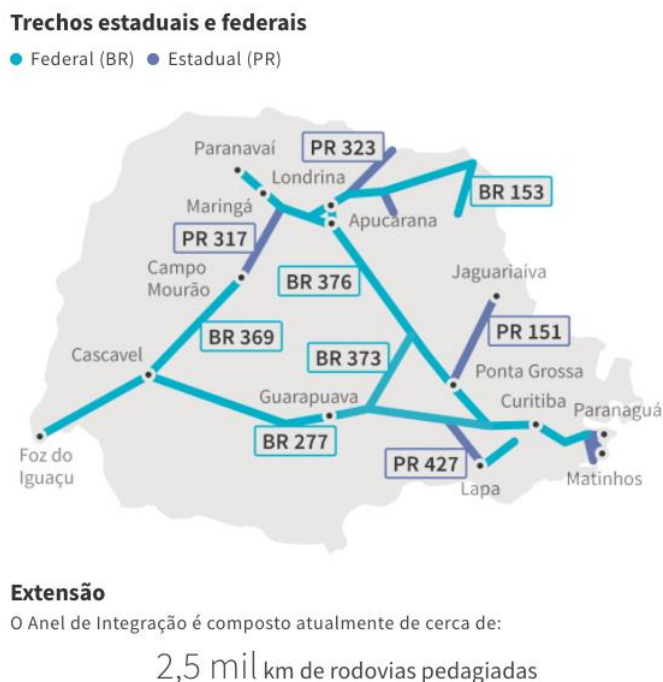 Trechos estaduais e federais
Federal (BR) Estadual (PR)
Paranavaí
PR 323
Londrina
BR 153
Maringá
Apucarana
PR 317
Campo
Mourão
BR 376
Jaguariaíva
BR 369
PR 151
Cascavel
BR 373
Ponta Grossa
Guarapuava
Curitiba
Paranaguá
BR 277
Foz do
Iguaçu
PR 427
Matinhos
Lapa
Extensão
O Anel de Integração é composto atualmente de cerca de:
2,5 mil km de rodovias pedagiadas